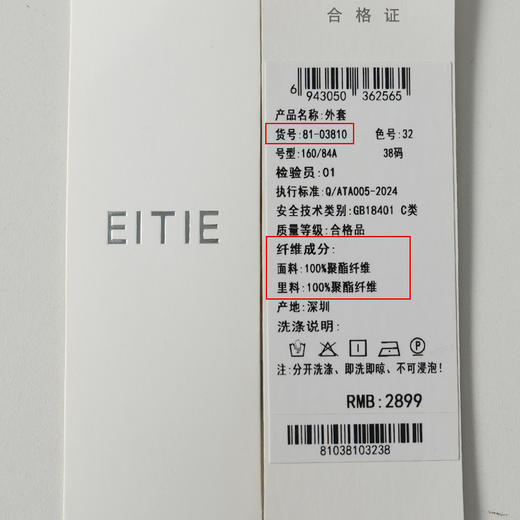 合格证
6 943050 362565
产品名称:外套
货号:81-03810 色号:32
号型:160/84A 38码
检验员:01
执行标准:Q/ATA005-2024
安全技术类别:GB18401 C类
质量等级:合格品
纤维成分:
面料:100%聚酯纤维
里料:100%聚酯纤维
产地:深圳
洗涤说明:
P
注:分开洗涤、即洗即晾、不可浸泡!
RMB:2899
81038103238
EITIE